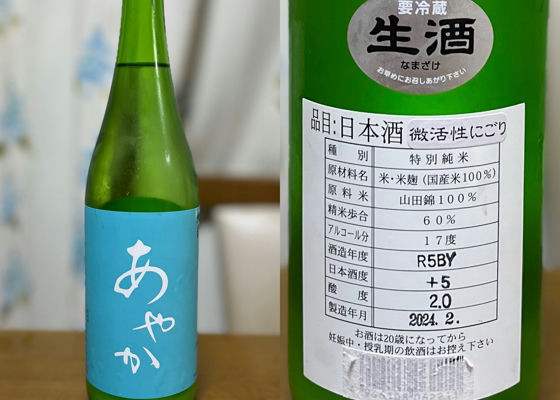 あやか
要冷蔵
生酒
なまざけ
お早めにお召しあがり下さい
品目:日本酒 微活性にごり
種別 特別純米
原材料名 米・米麹(国産米100%)
原料米 山田錦100%
精米歩合 60%
アルコール分 17度
酒造年度 R5BY
日本酒度 +5
酸度 2.0
製造年月 2024.2.
お酒は20歳になってから
妊娠中・授乳期の飲酒はお控え下さい